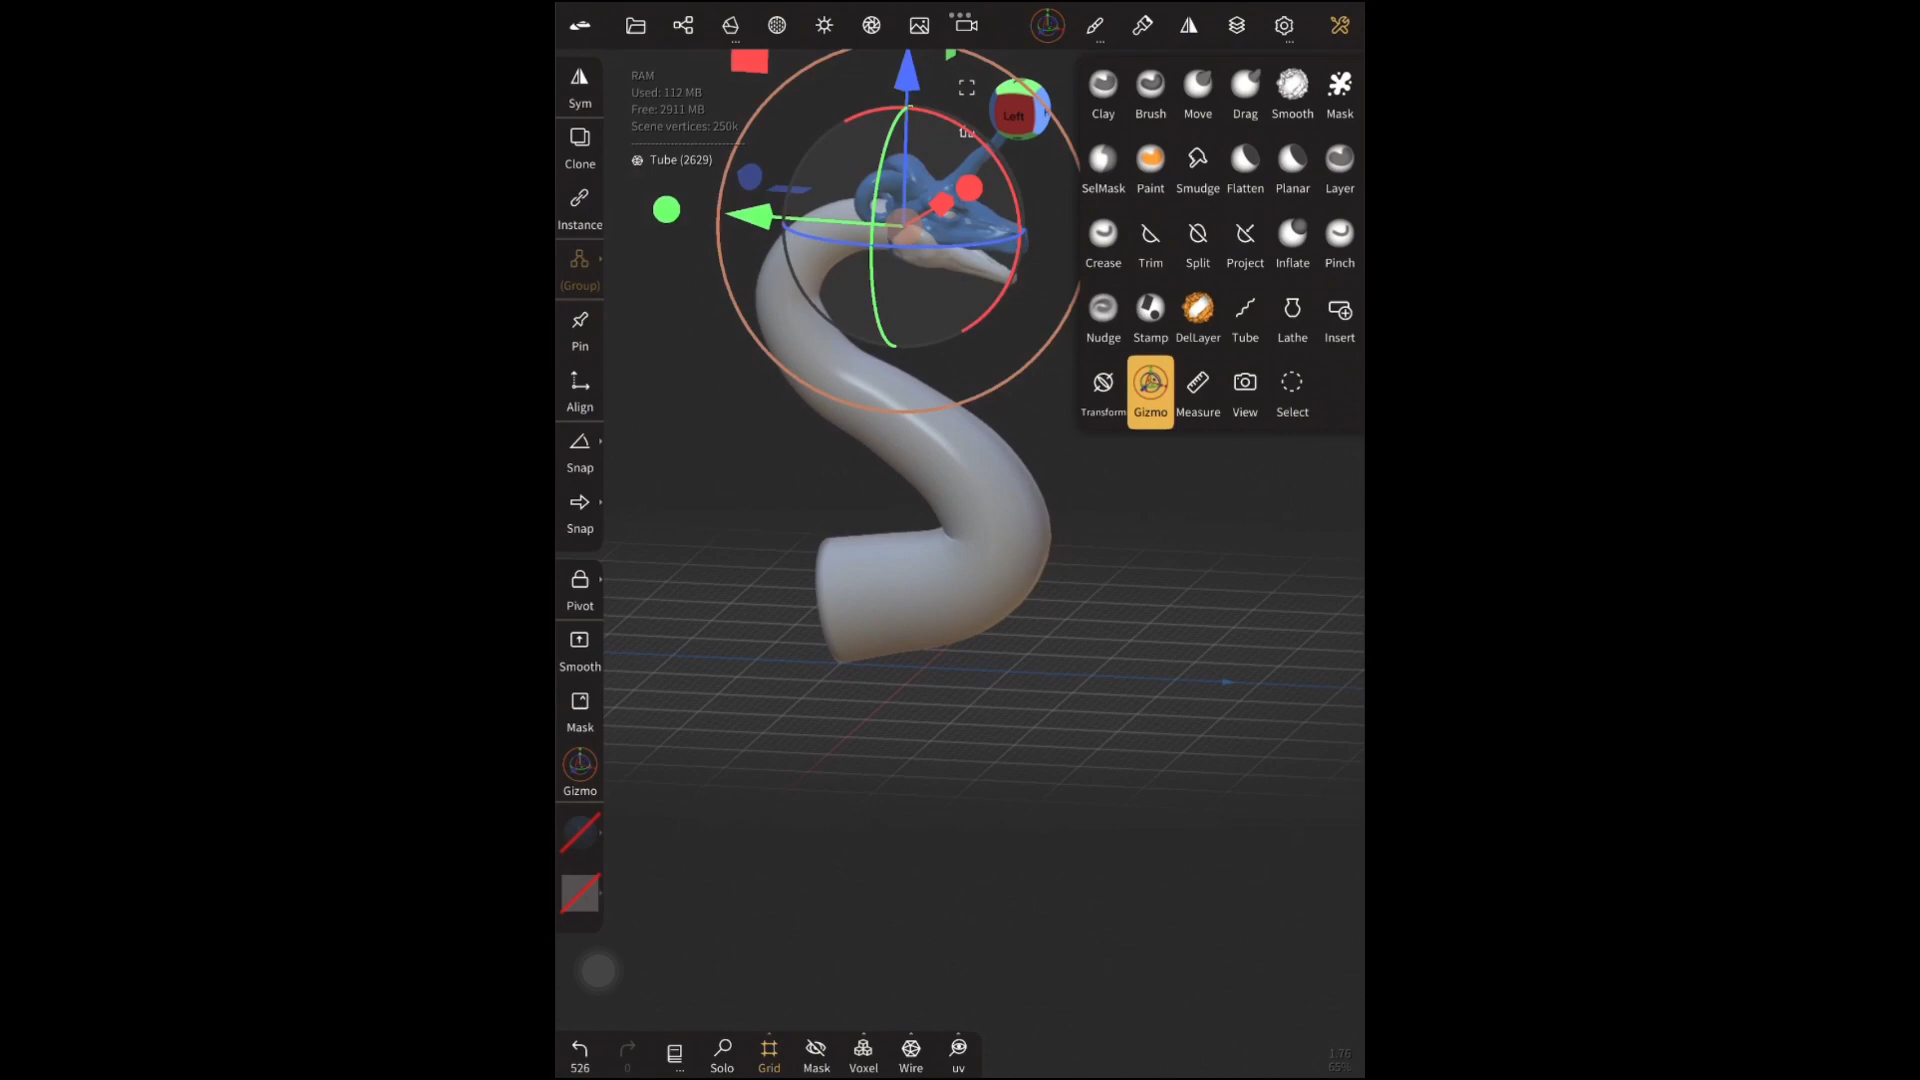 RAM
Used: 112 MB
Free: 2911 MB
Scene vertices: 250k
Tube (2629)
Left
Sym
Clone
Instance
(Group)
Pin
Align
Snap
Snap
Pivot
Smooth
Mask
Gizmo
Clay Brush Move Drag Smooth Mask
SelMask Paint Smudge Flatten Planar Layer
Crease Trim Split Project Inflate Pinch
Nudge Stamp DelLayer Tube Lathe Insert
Transform Gizmo Measure View Select
526 0 ... Solo Grid Mask Voxel Wire uv
1.76
65%